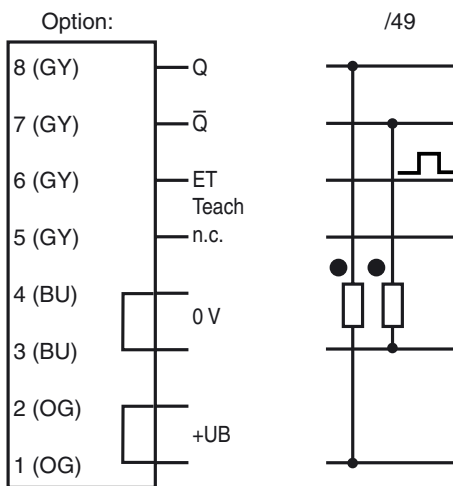 Option: /49
8 (GY) Q
7 (GY) Q̅
6 (GY) ET
Teach
5 (GY) n.c.
4 (BU)
0 V
3 (BU)
2 (OG)
+UB
1 (OG)